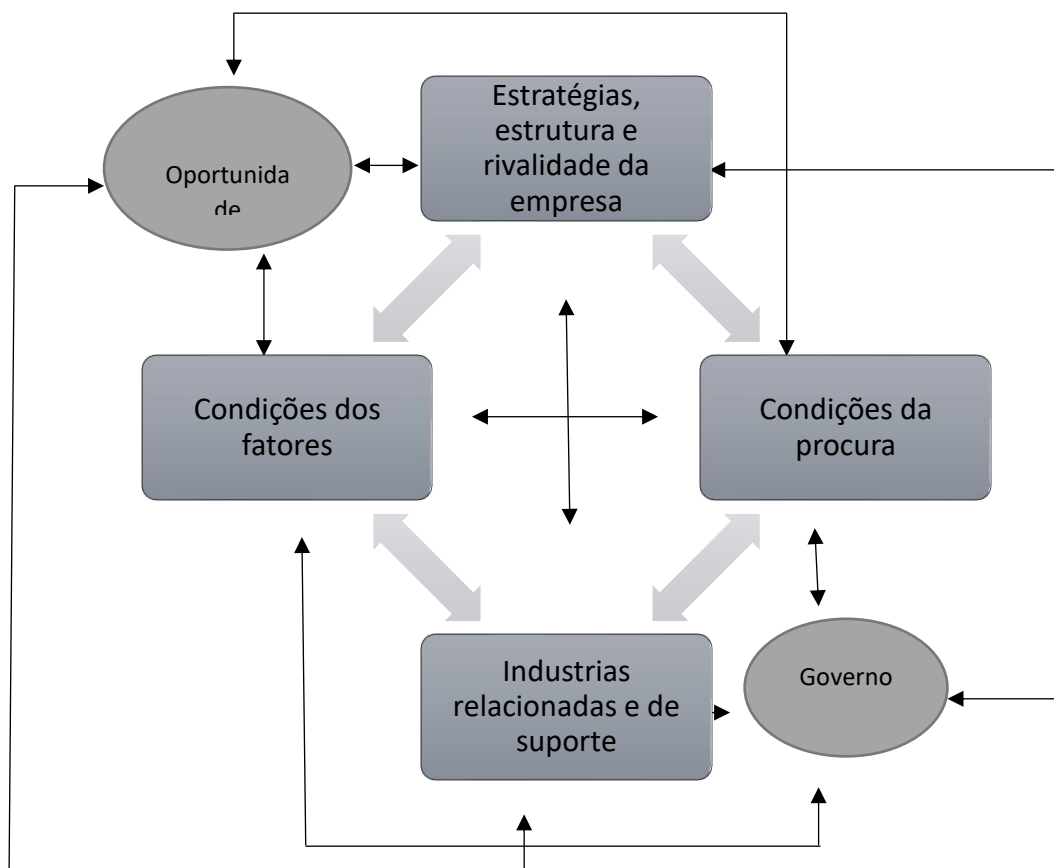 Estratégias,
estrutura e
rivalidade da
empresa
Oportunida
de
Condições dos
fatores
Condições da
procura
Industrias
relacionadas e de
suporte
Governo